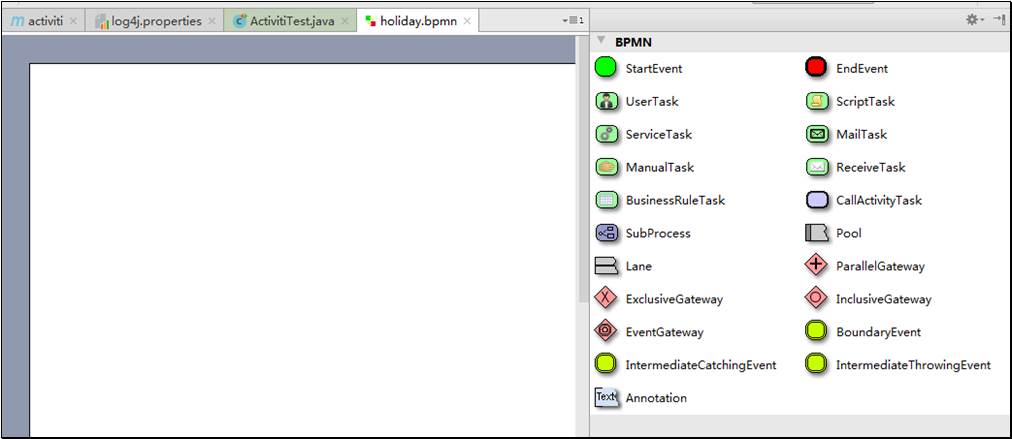 m activiti
log4j.properties
ActivitiTest.java
holiday.bpmn
1
BPMN
StartEvent
EndEvent
UserTask
ScriptTask
ServiceTask
MailTask
ManualTask
ReceiveTask
BusinessRuleTask
CallActivityTask
SubProcess
Pool
Lane
ParallelGateway
ExclusiveGateway
InclusiveGateway
EventGateway
BoundaryEvent
IntermediateCatchingEvent
IntermediateThrowingEvent
Text Annotation